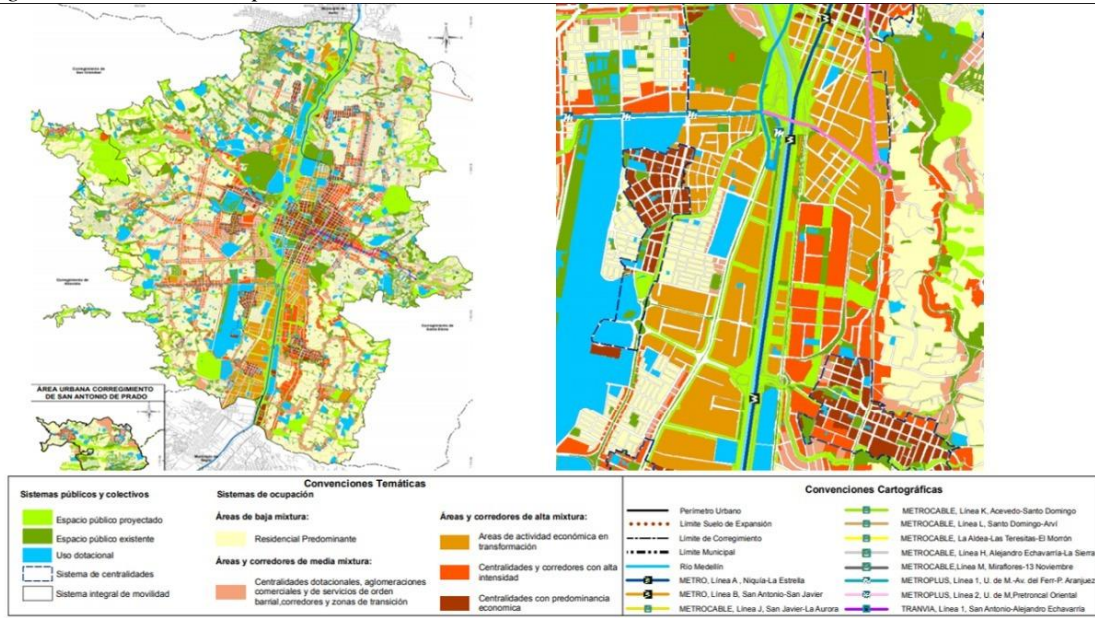 Corregimiento de
ÁREA URBANA CORREGIMIENTO
DE SAN ANTONIO DE PRADO
Convenciones Temáticas
Sistemas públicos y colectivos
Espacio público proyectado
Espacio público existente
Uso dotacional
Sistema de centralidades
Sistema integral de movilidad
Sistemas de ocupación
Áreas de baja mixtura:
Residencial Predominante
Áreas y corredores de media mixtura:
Centralidades dotacionales, aglomeraciones
comerciales y de servicios de orden
barrial,corredores y zonas de transición
Áreas y corredores de alta mixtura:
Areas de actividad económica en
transformación
Centralidades y corredores con alta
intensidad
Centralidades con predominancia
economica
Convenciones Cartográficas
Perímetro Urbano
Límite Suelo de Expansión
Límite de Corregimiento
Límite Municipal
Río Medellín
METRO, Línea A , Niquía-La Estrella
METRO, Línea B, San Antonio-San Javier
METROCABLE, Línea J, San Javier-La Aurora
METROCABLE, Línea K, Acevedo-Santo Domingo
METROCABLE, Línea L, Santo Domingo-Arví
METROCABLE, La Aldea-Las Teresitas-El Morrón
METROCABLE, Línea H, Alejandro Echavarría-La Sierra
METROCABLE,Línea M, Miraflores-13 Noviembre
METROPLUS, Línea 1, U. de M.-Av. del Ferr-P. Aranjuez
METROPLUS, Línea 2, U. de M,Pretroncal Oriental
TRANVIA, Línea 1, San Antonio-Alejandro Echavarría